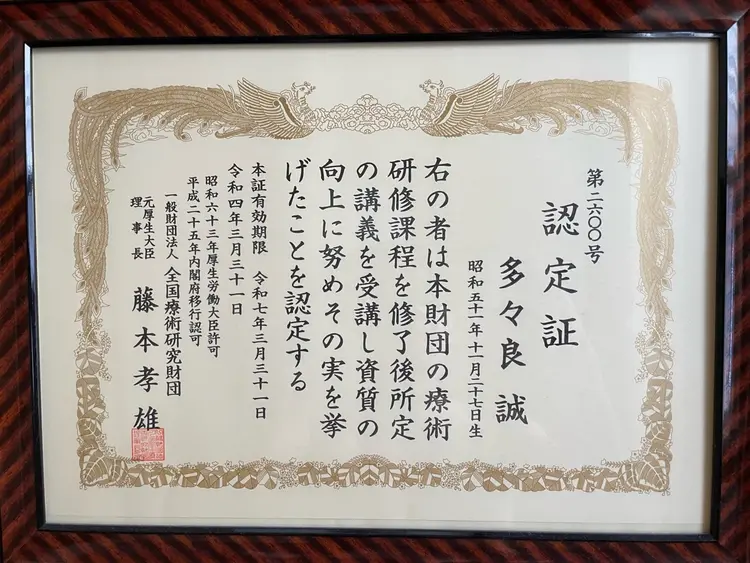 第二六〇〇号
認定証
多々良 誠
昭和五十一年十一月二十七日生
右の者は本財団の療術
研修課程を修了後所定
の講義を受講し資質の
向上に努めその実を挙
げたことを認定する
本証有効期限 令和七年三月三十一日
令和四年三月三十一日
昭和六十三年厚生労働大臣許可
平成二十五年内閣府移行認可
一般財団法人 全国療術研究財団
元厚生大臣
理事長 藤本孝雄